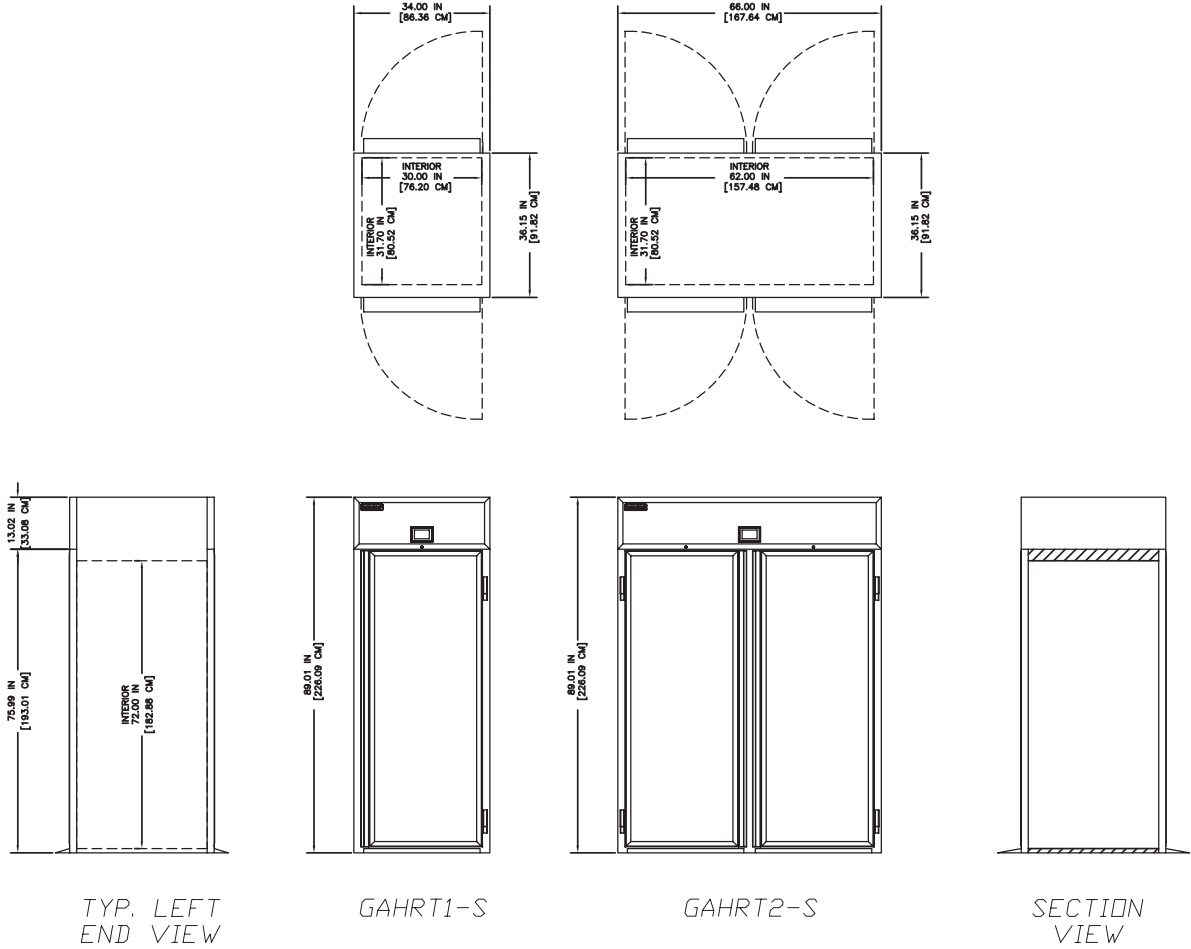 34.00 IN
[86.36 CM]
66.00 IN
[167.64 CM]
INTERIOR
30.00 IN
[76.20 CM]
INTERIOR
31.70 IN
[80.52 CM]
36.15 IN
[91.82 CM]
INTERIOR
62.00 IN
[157.48 CM]
INTERIOR
31.70 IN
[80.52 CM]
36.15 IN
[91.82 CM]
13.02 IN
[33.08 CM]
75.99 IN
[193.01 CM]
INTERIOR
72.00 IN
[182.88 CM]
89.01 IN
[226.09 CM]
89.01 IN
[226.09 CM]
TYP. LEFT
END VIEW
GAHRT1-S
GAHRT2-S
SECTION
VIEW